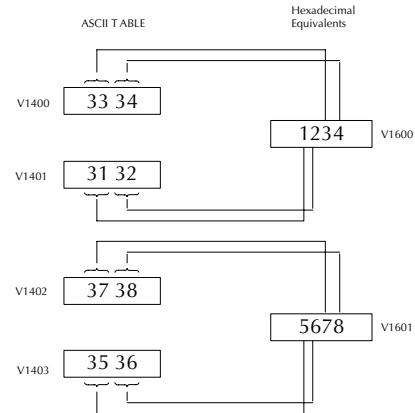 Hexadecimal
Equivalents
ASCII T ABLE
V1400
33 34
1234
V1600
V1401
31 32
V1402
37 38
5678
V1601
V1403
35 36